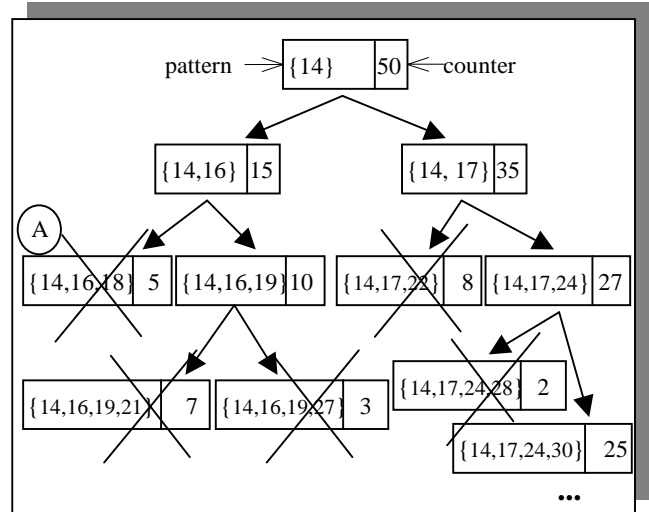 pattern {14} 50 counter
{14,16} 15 {14, 17} 35
A
{14,16,18} 5 {14,16,19} 10 {14,17,22} 8 {14,17,24} 27
{14,16,19,21} 7 {14,16,19,27} 3 {14,17,24,28} 2
{14,17,24,30} 25
...